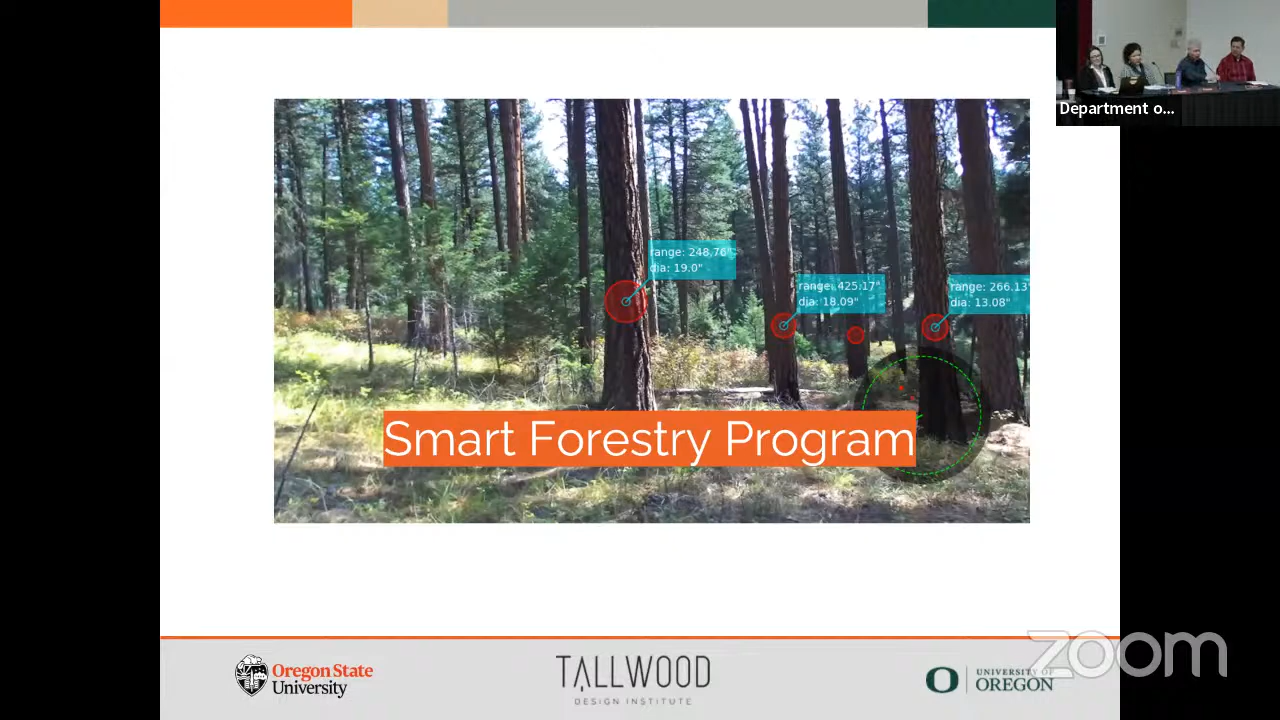 Department o...
range: 248.76"
dia: 19.0"
range: 425.17"
dia: 18.09"
range: 266.13"
dia: 13.08"
Smart Forestry Program
Oregon State
University
TALLWOOD
DESIGN INSTITUTE
UNIVERSITY OF
OREGON
zoom